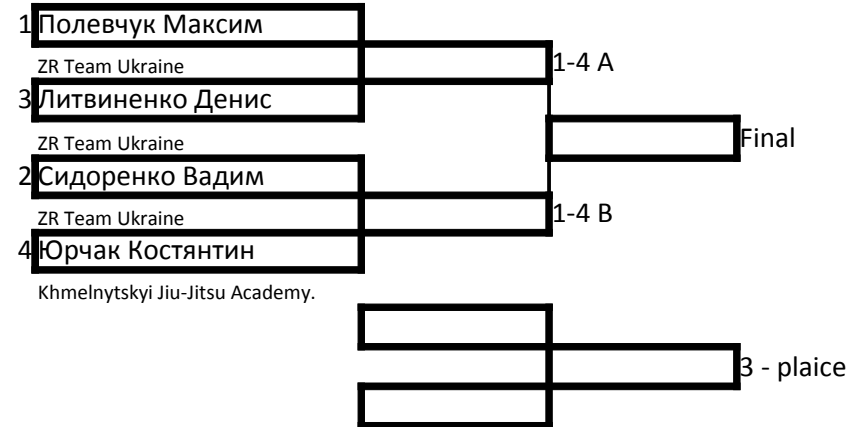 1 Полевчук Максим
ZR Team Ukraine
1-4 A
3 Литвиненко Денис
ZR Team Ukraine
Final
2 Сидоренко Вадим
ZR Team Ukraine
1-4 B
4 Юрчак Костянтин
Khmelnytskyi Jiu-Jitsu Academy.
3 - plaice